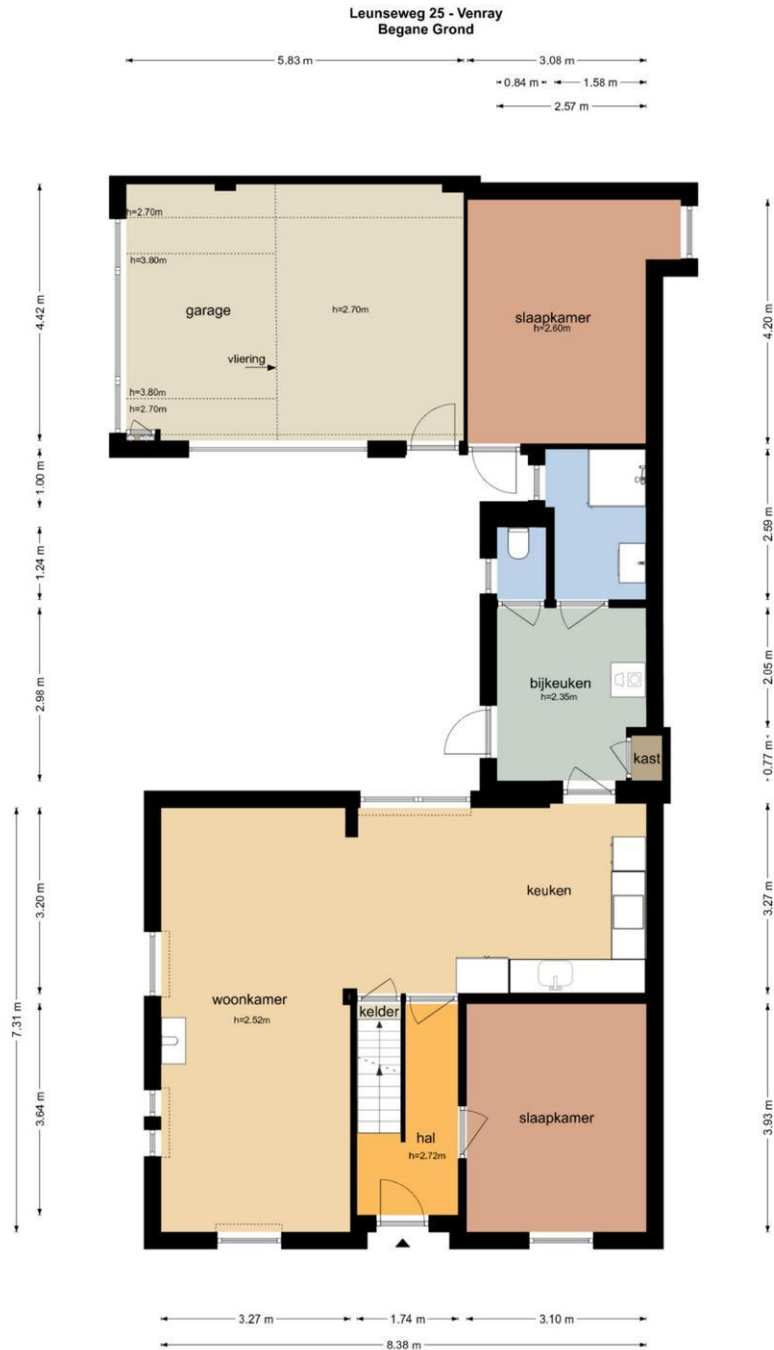 Leunseweg 25 - Venray
Begane Grond
5.83 m
3.08 m
0.84 m
1.58 m
2.57 m
h=2.70m
h=3.80m
garage
h=2.70m
vliering
h=3.80m
h=2.70m
slaapkamer
h=2.60m
4.42 m
4.20 m
1.00 m
1.24 m
2.59 m
2.98 m
bijkeuken
h=2.35m
2.05 m
kast
0.77 m
3.20 m
keuken
3.27 m
7.31 m
woonkamer
h=2.52m
kelder
3.64 m
hal
h=2.72m
slaapkamer
3.93 m
3.27 m
1.74 m
3.10 m
8.38 m